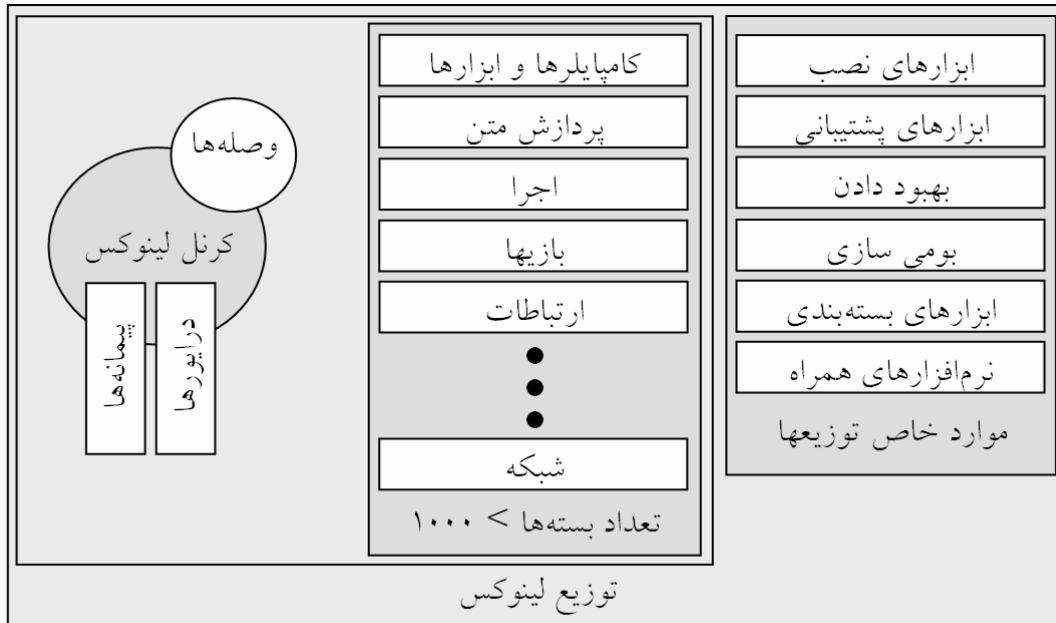 ابزارهای نصب
ابزارهای پشتیبانی
بهبود دادن
بومی سازی
ابزارهای بسته‌بندی
نرم‌افزارهای همراه
موارد خاص توزیعها
کامپایلرها و ابزارها
پردازش متن
اجرا
بازیها
ارتباطات
شبکه
تعداد بسته‌ها > ۱۰۰۰
وصله‌ها
کرنل لینوکس
درایورها
پیمانه‌ها
توزیع لینوکس